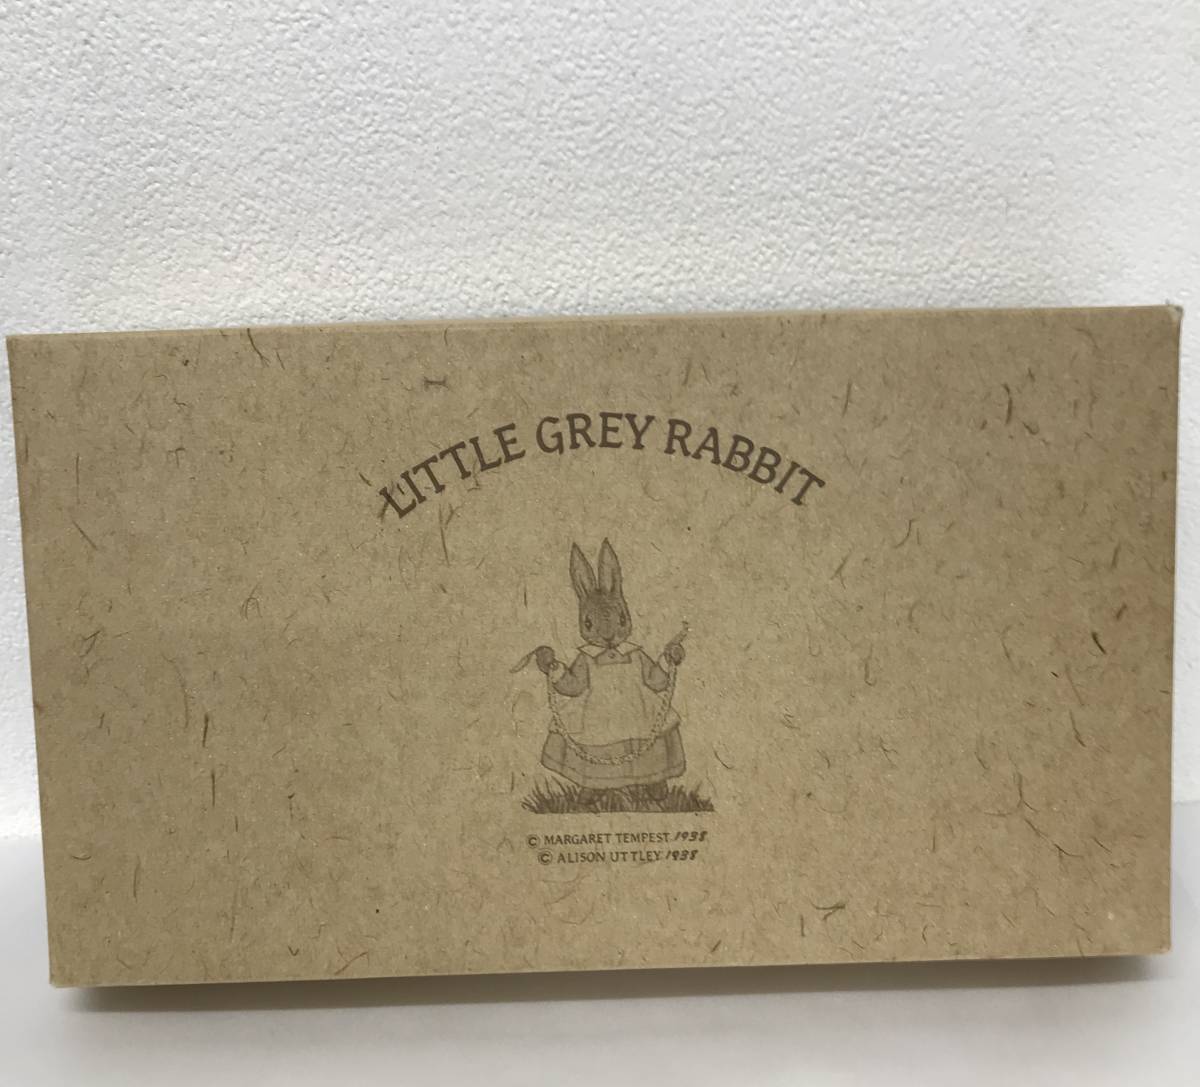 LITTLE GREY RABBIT
© MARGARET TEMPEST 1938
© ALISON UTTLEY 1938